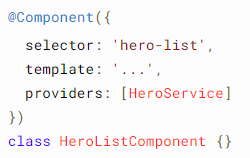 @Component({
  selector: 'hero-list',
  template: '...',
  providers: [HeroService]
})
class HeroListComponent {}